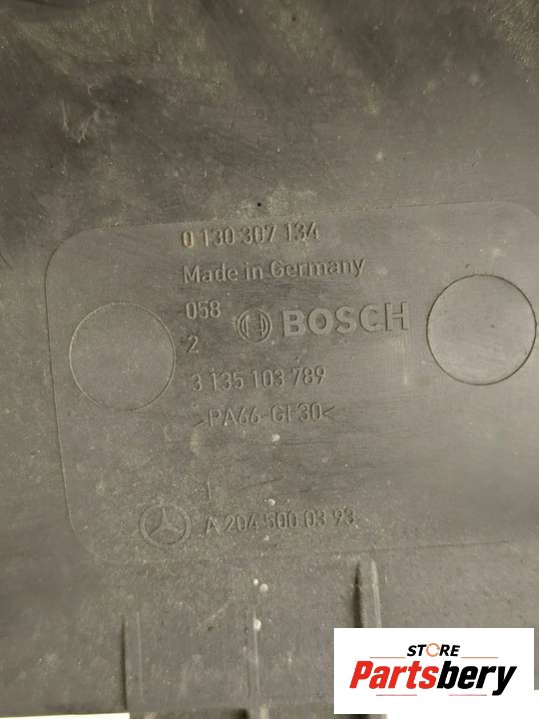 0 130 307 134
Made in Germany
058 BOSCH
2
3 135 103 789
>PA66-GF30<
1
A 204 500 03 93
STORE
Partsbery